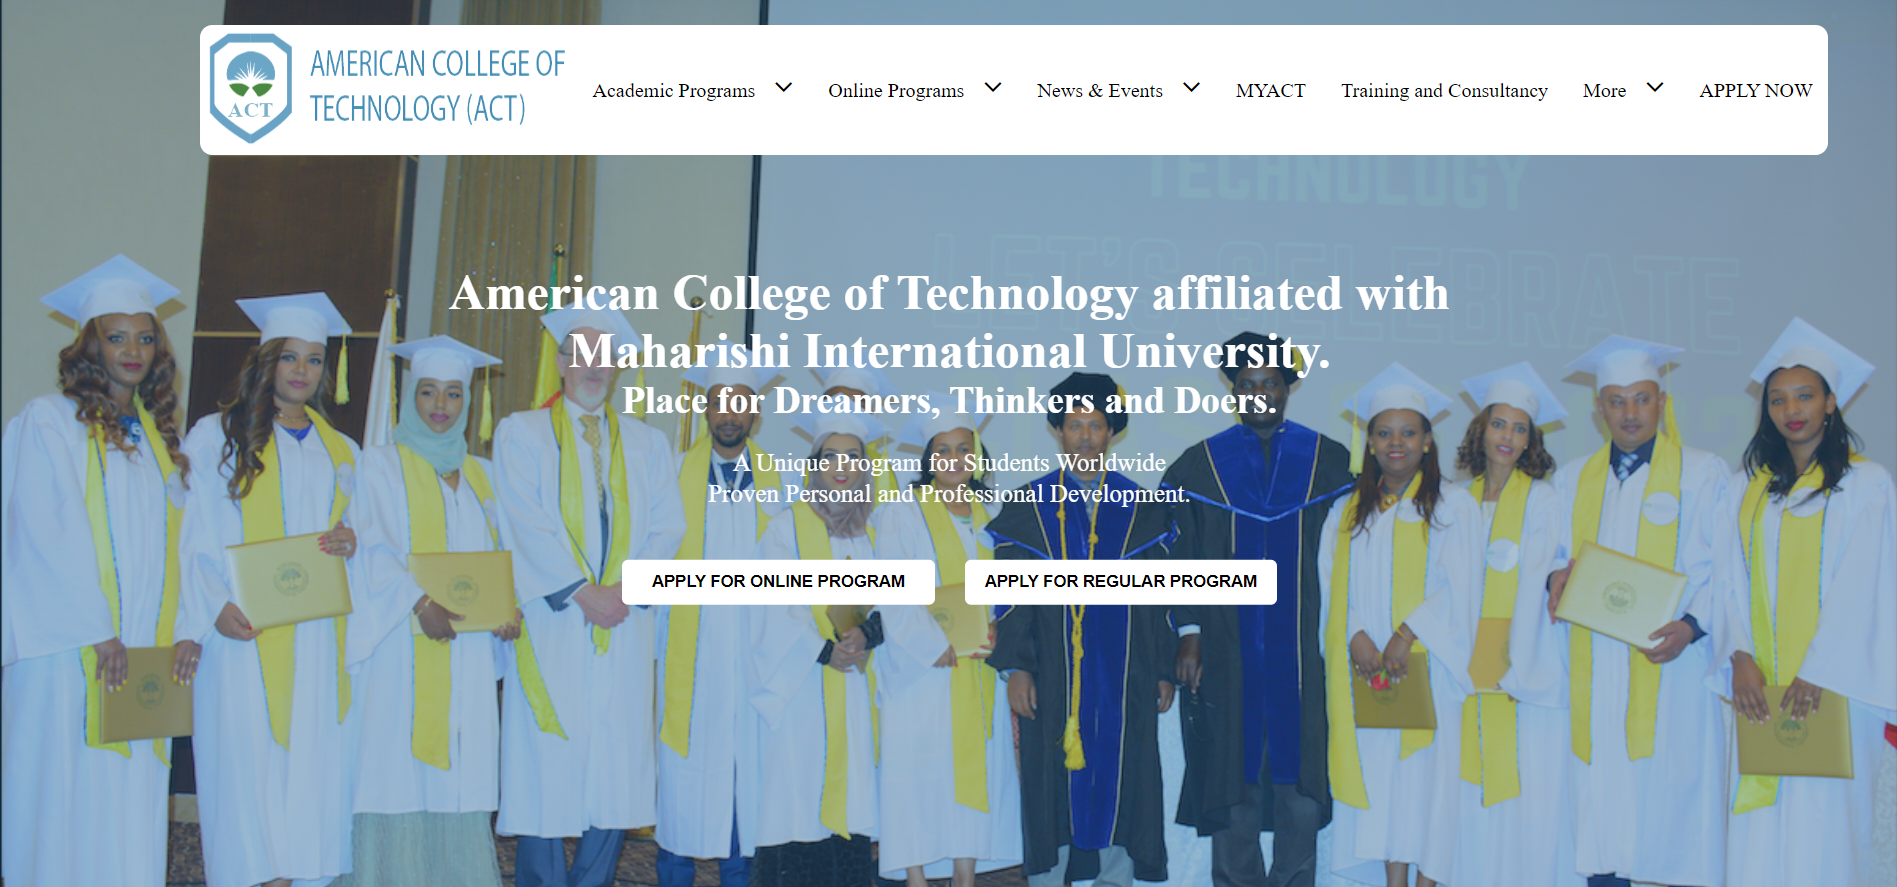 ACT
AMERICAN COLLEGE OF
TECHNOLOGY (ACT)
Academic Programs
Online Programs
News & Events
MYACT
Training and Consultancy
More
APPLY NOW
TECHNOLOGY
LET'S CELEBRATE
American College of Technology affiliated with
Maharishi International University.
Place for Dreamers, Thinkers and Doers.
A Unique Program for Students Worldwide
Proven Personal and Professional Development.
APPLY FOR ONLINE PROGRAM
APPLY FOR REGULAR PROGRAM